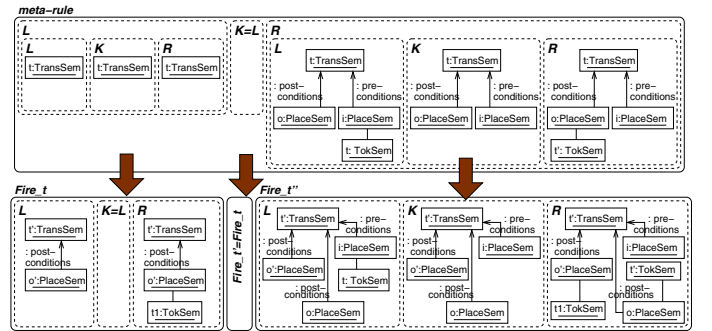 meta-rule
L
K=L
R
L
K
R
t:TransSem
t:TransSem
t:TransSem
L
K
R
t:TransSem
t:TransSem
t:TransSem
: post–
conditions
: pre–
conditions
: post–
conditions
: pre–
conditions
: post–
conditions
: pre–
conditions
o:PlaceSem
i:PlaceSem
o:PlaceSem
i:PlaceSem
o:PlaceSem
i:PlaceSem
t: TokSem
t': TokSem
Fire_t
L
K=L
R
t':TransSem
t':TransSem
: post–
conditions
: post–
conditions
o':PlaceSem
o':PlaceSem
t1:TokSem
Fire_t'=Fire_t
Fire_t''
L
K
R
t':TransSem
t':TransSem
t':TransSem
: pre–
conditions
: pre–
conditions
: pre–
conditions
: post–
conditions
: post–
conditions
: post–
conditions
i:PlaceSem
i:PlaceSem
i:PlaceSem
o':PlaceSem
o':PlaceSem
o':PlaceSem
t: TokSem
t':TokSem
: post–
conditions
: post–
conditions
: post–
conditions
t1:TokSem
o:PlaceSem
o:PlaceSem
o:PlaceSem